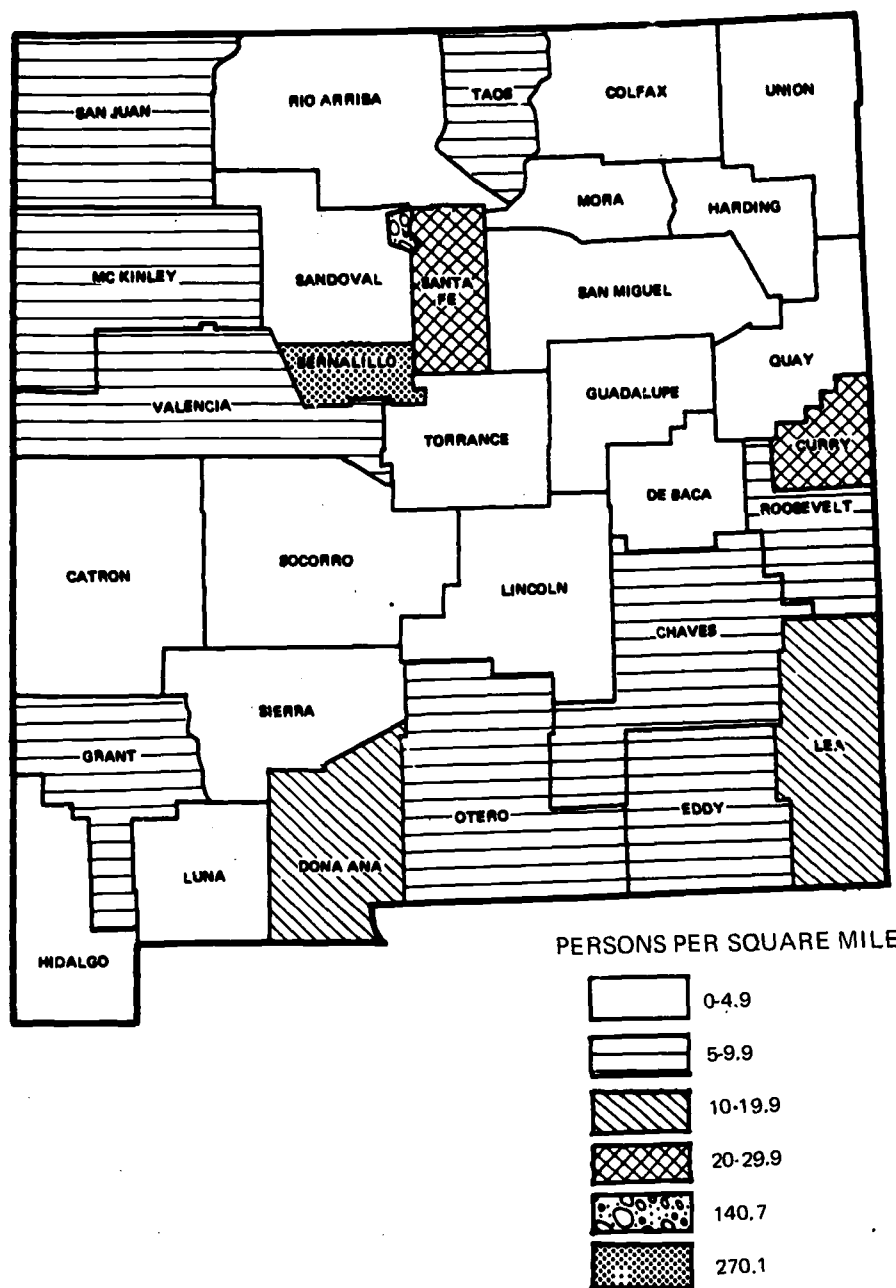 SAN JUAN
RIO ARRIBA
TAOS
COLFAX
UNION
MORA
HARDING
MC KINLEY
SANDOVAL
SANTA
FE
SAN MIGUEL
BERNALILLO
QUAY
VALENCIA
GUADALUPE
TORRANCE
CURRY
DE BACA
ROOSEVELT
CATRON
SOCORRO
LINCOLN
CHAVES
SIERRA
GRANT
LEA
OTERO
EDDY
LUNA
DONA ANA
HIDALGO
PERSONS PER SQUARE MILE
0-4.9
5-9.9
10-19.9
20-29.9
140.7
270.1